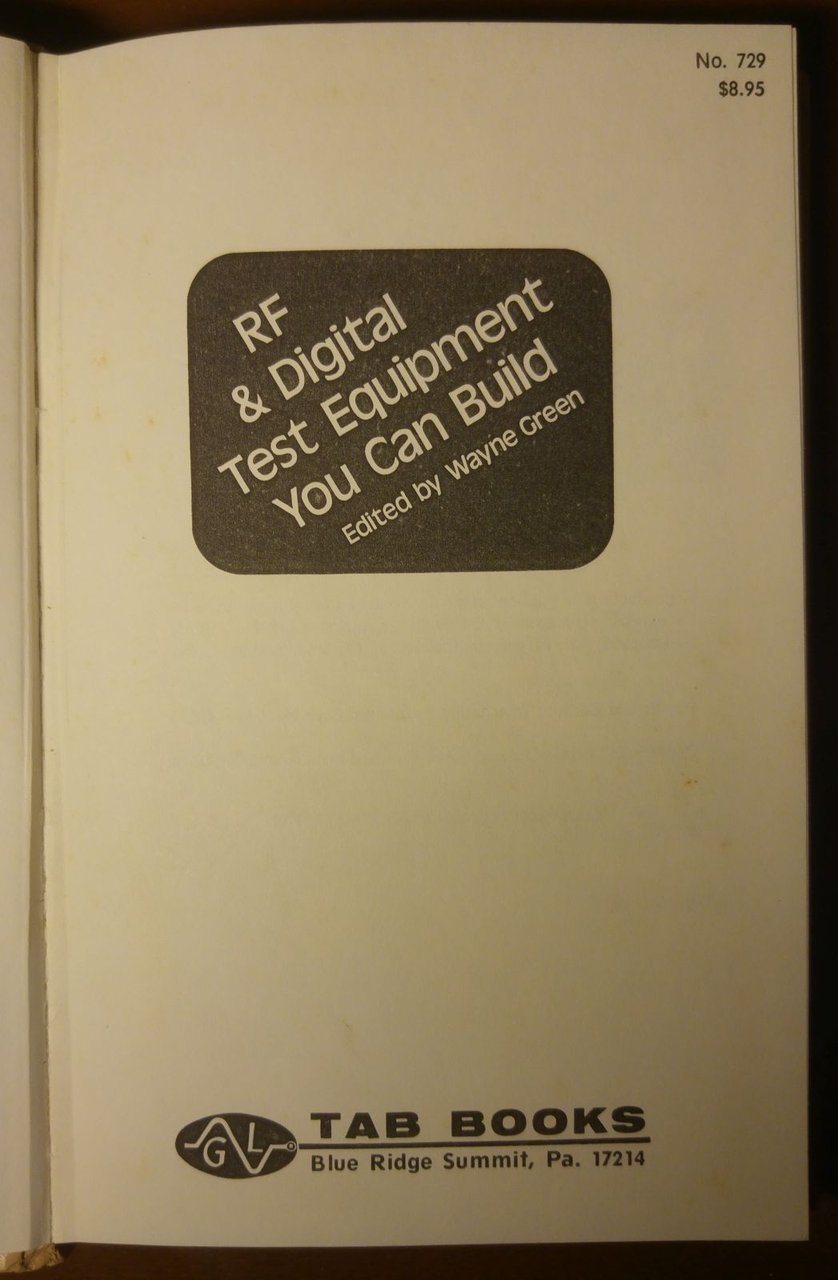 No. 729
$8.95
RF
& Digital
Test Equipment
You Can Build
Edited by Wayne Green
GL
TAB BOOKS
Blue Ridge Summit, Pa. 17214